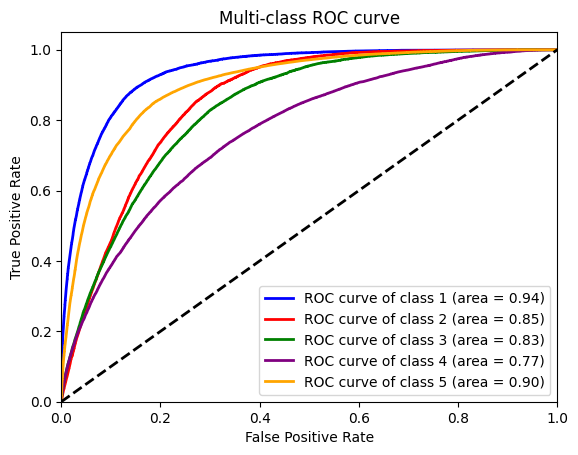 Multi-class ROC curve
True Positive Rate
1.0
0.8
0.6
0.4
0.2
0.0
ROC curve of class 1 (area = 0.94)
ROC curve of class 2 (area = 0.85)
ROC curve of class 3 (area = 0.83)
ROC curve of class 4 (area = 0.77)
ROC curve of class 5 (area = 0.90)
0.0 0.2 0.4 0.6 0.8 1.0
False Positive Rate